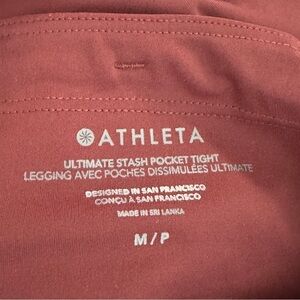 ATHLETA
ULTIMATE STASH POCKET TIGHT
LEGGING AVEC POCHES DISSIMULÉES ULTIMATE
DESIGNED IN SAN FRANCISCO
CONÇU À SAN FRANCISCO
MADE IN SRI LANKA
M/P